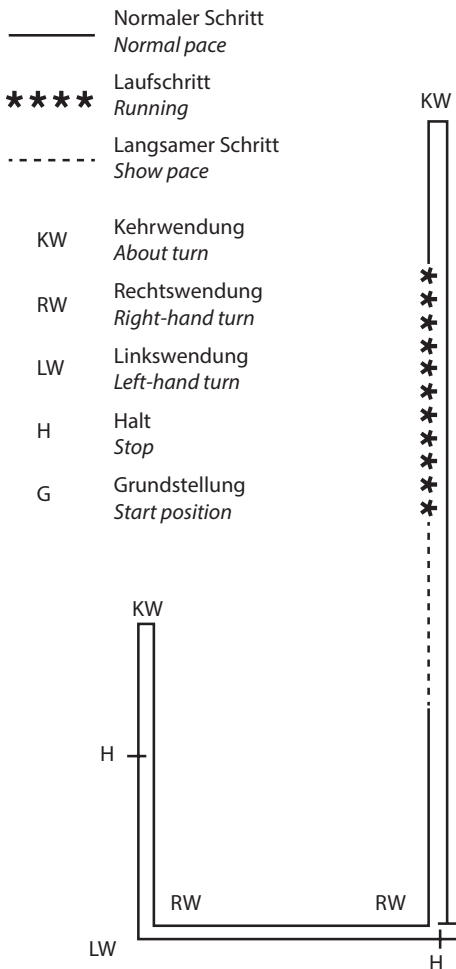 Normaler Schritt
Normal pace
Laufschritt
Running
Langsamer Schritt
Show pace
KW
Kehrwendung
About turn
RW
Rechtswendung
Right-hand turn
LW
Linkswendung
Left-hand turn
H
Halt
Stop
G
Grundstellung
Start position
KW
KW
H
RW
RW
LW
H